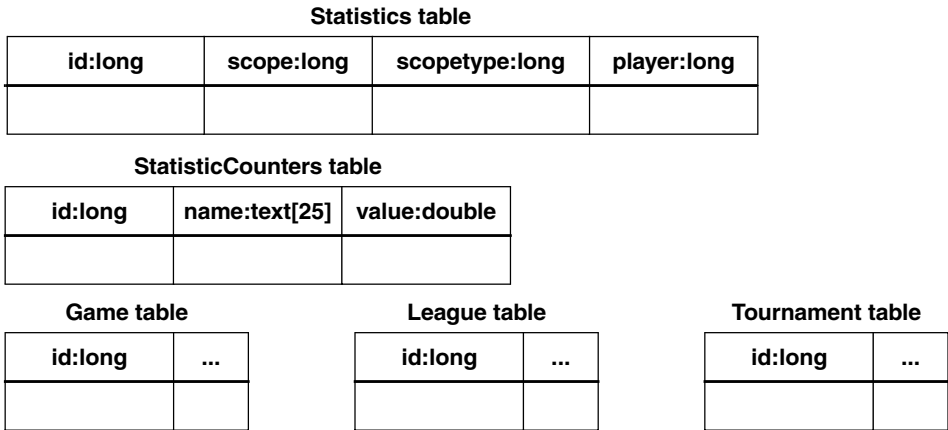 Statistics table
id:long scope:long scopetype:long player:long
StatisticCounters table
id:long name:text[25] value:double
Game table League table Tournament table
id:long ... id:long ... id:long ...